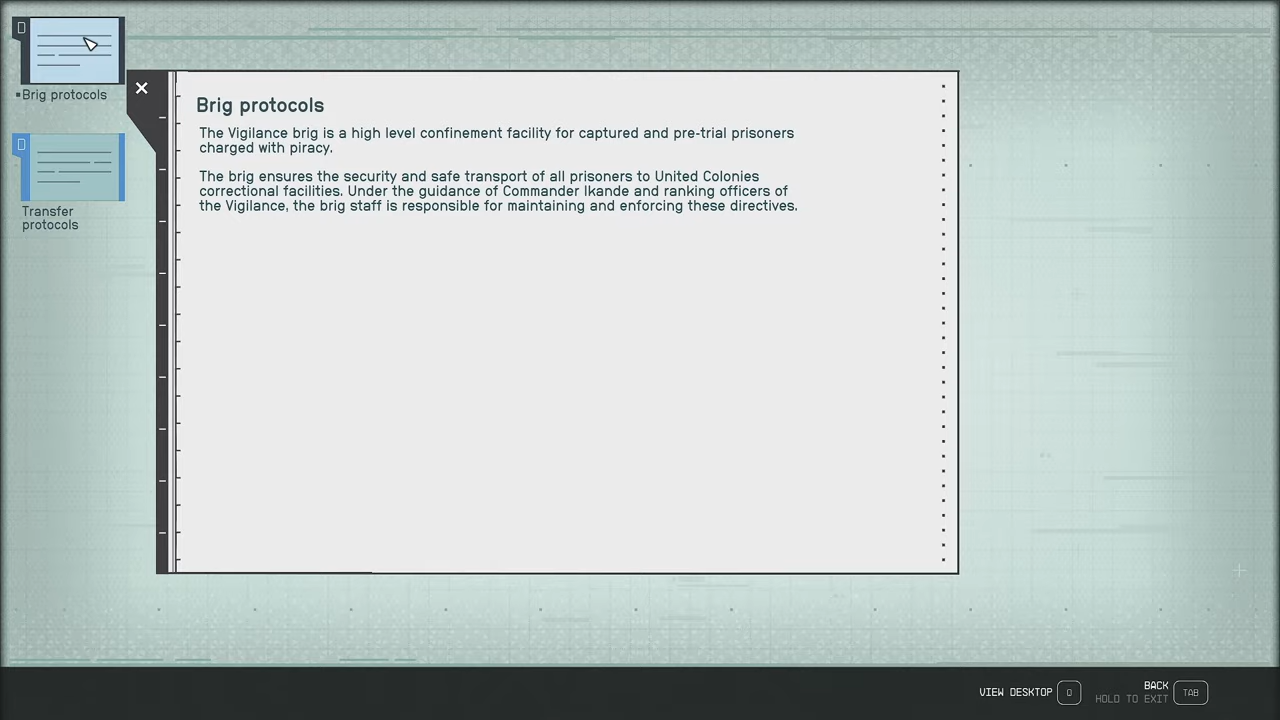 D
Brig protocols
D
Transfer
protocols
Brig protocols
The Vigilance brig is a high level confinement facility for captured and pre-trial prisoners
charged with piracy.
The brig ensures the security and safe transport of all prisoners to United Colonies
correctional facilities. Under the guidance of Commander Ikande and ranking officers of
the Vigilance, the brig staff is responsible for maintaining and enforcing these directives.
VIEW DESKTOP Q
BACK
HOLD TO EXIT TAB